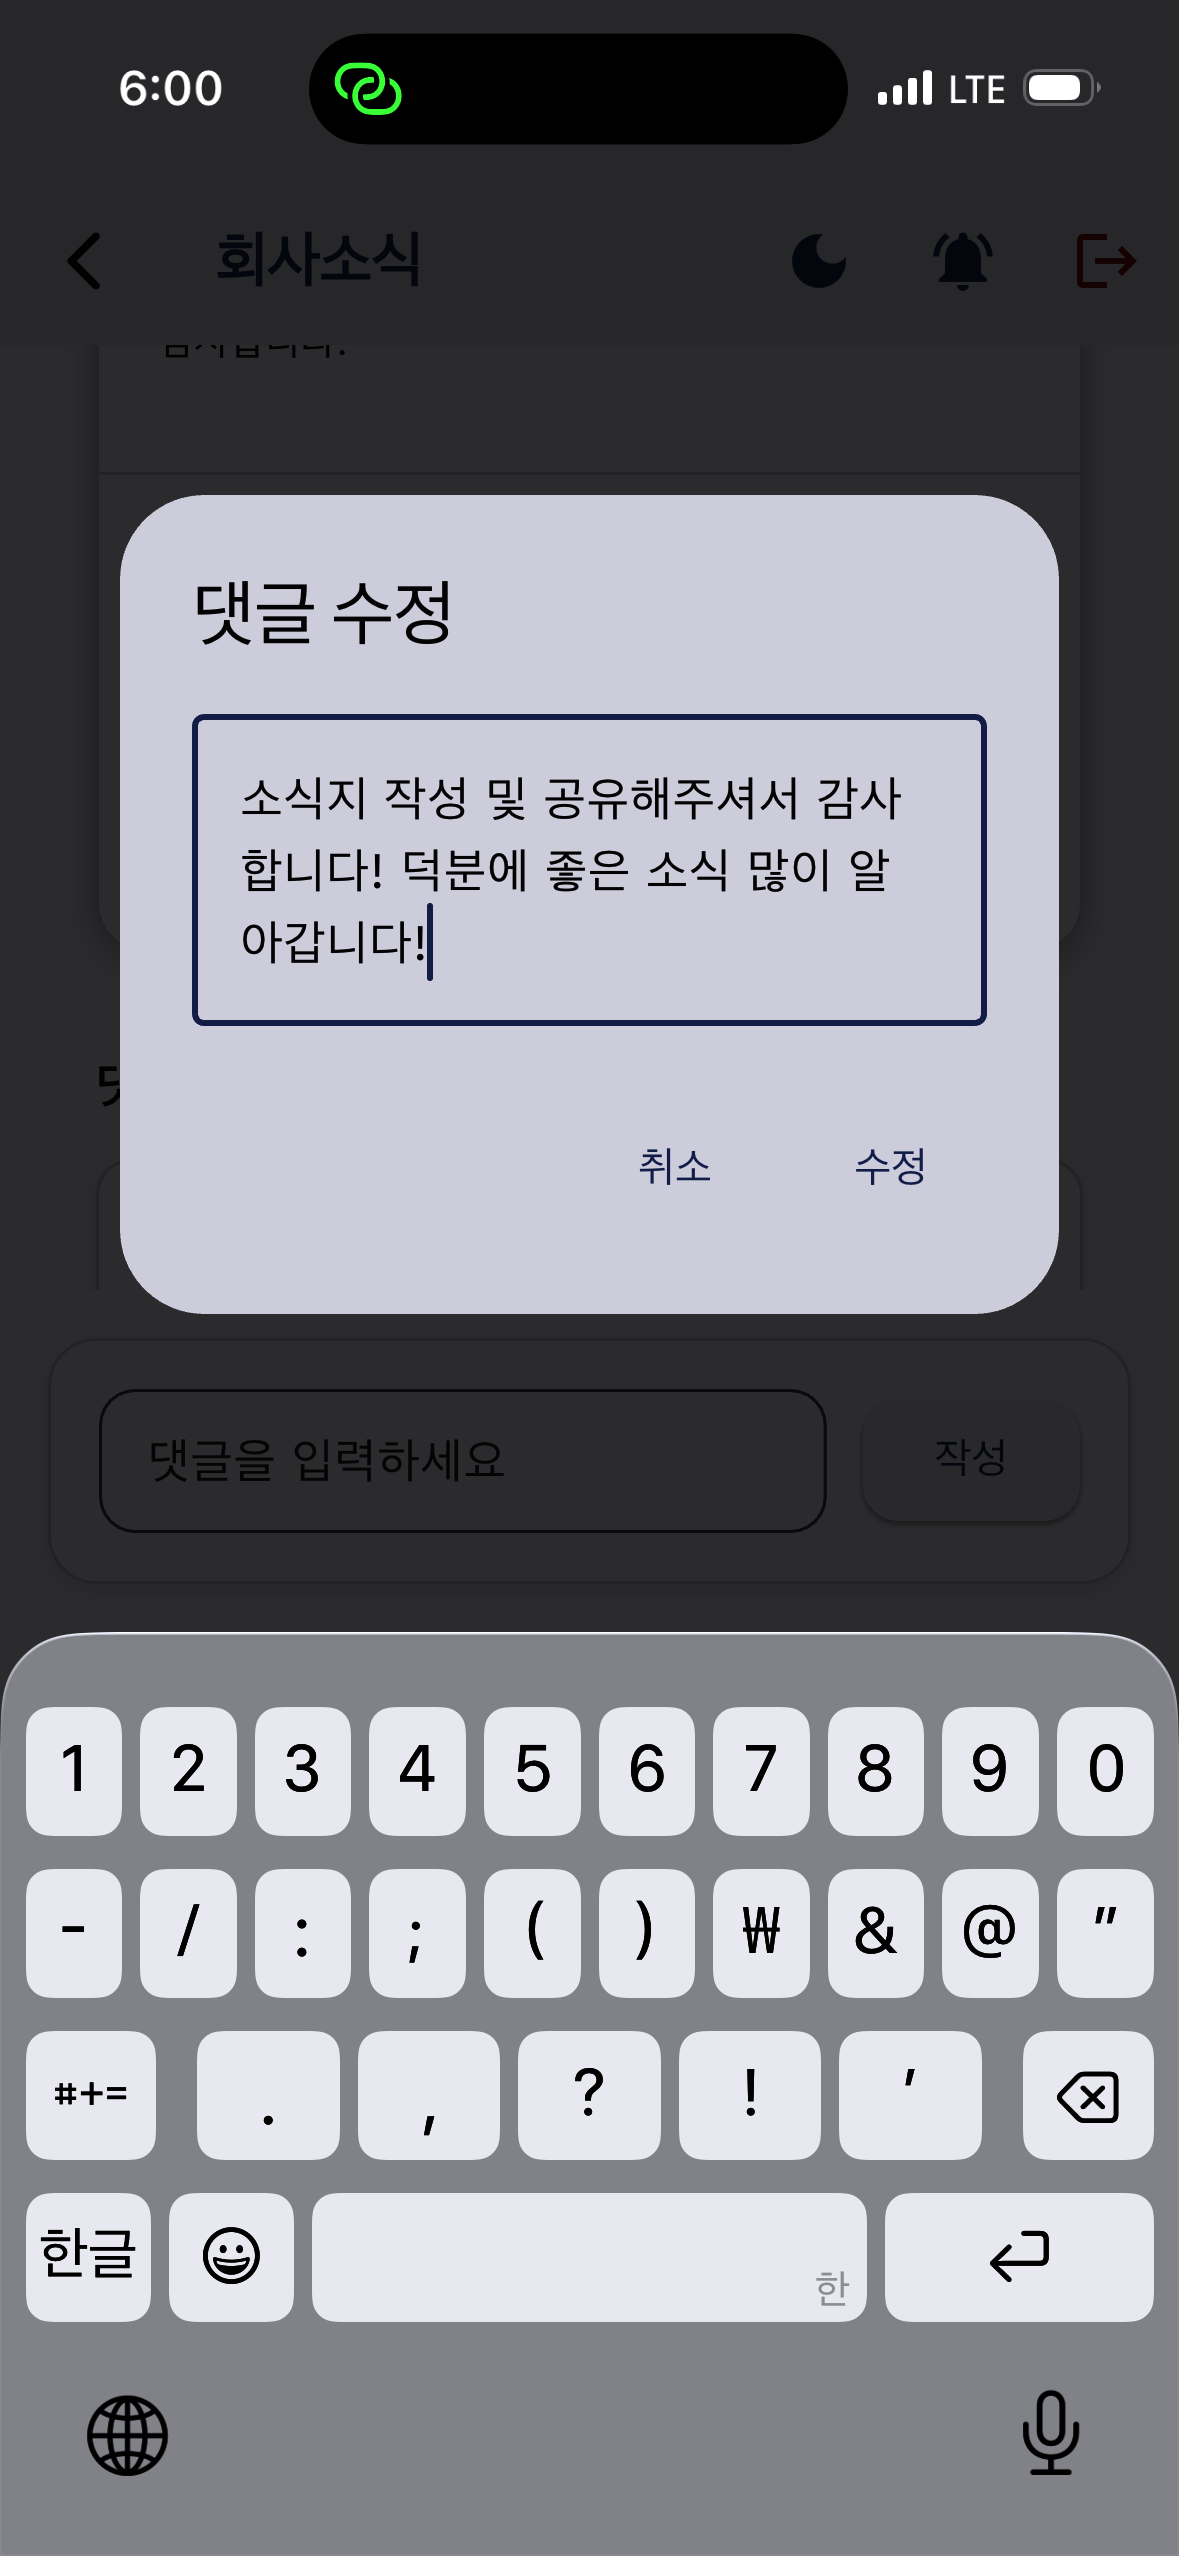 6:00
LTE
회사소식
댓글 수정
소식지 작성 및 공유해주셔서 감사
합니다! 덕분에 좋은 소식 많이 알
아갑니다!
취소
수정
댓글을 입력하세요
작성
1 2 3 4 5 6 7 8 9 0
- / : ; ( ) ₩ & @ "
#+= . , ? ! '
한글
한